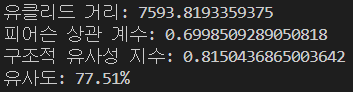 유클리드 거리: 7593.8193359375
피어슨 상관 계수: 0.6998509289050818
구조적 유사성 지수: 0.8150436865003642
유사도: 77.51%